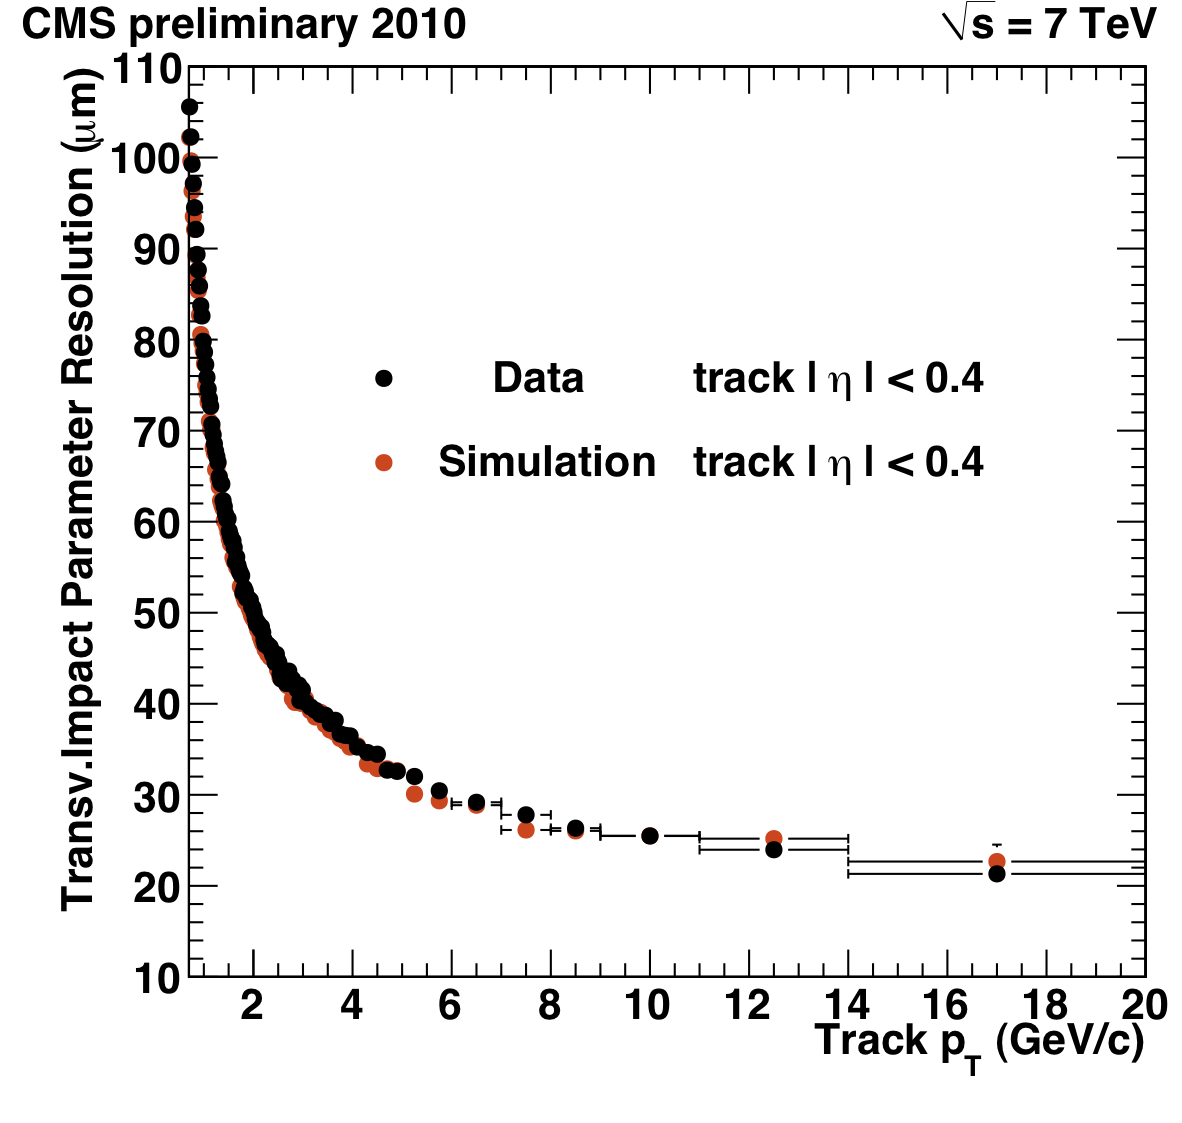 CMS preliminary 2010
√s = 7 TeV
Transv.Impact Parameter Resolution (μm)
110
100
90
80
70
60
50
40
30
20
10
Data track | η | < 0.4
Simulation track | η | < 0.4
2 4 6 8 10 12 14 16 18 20
Track pT (GeV/c)